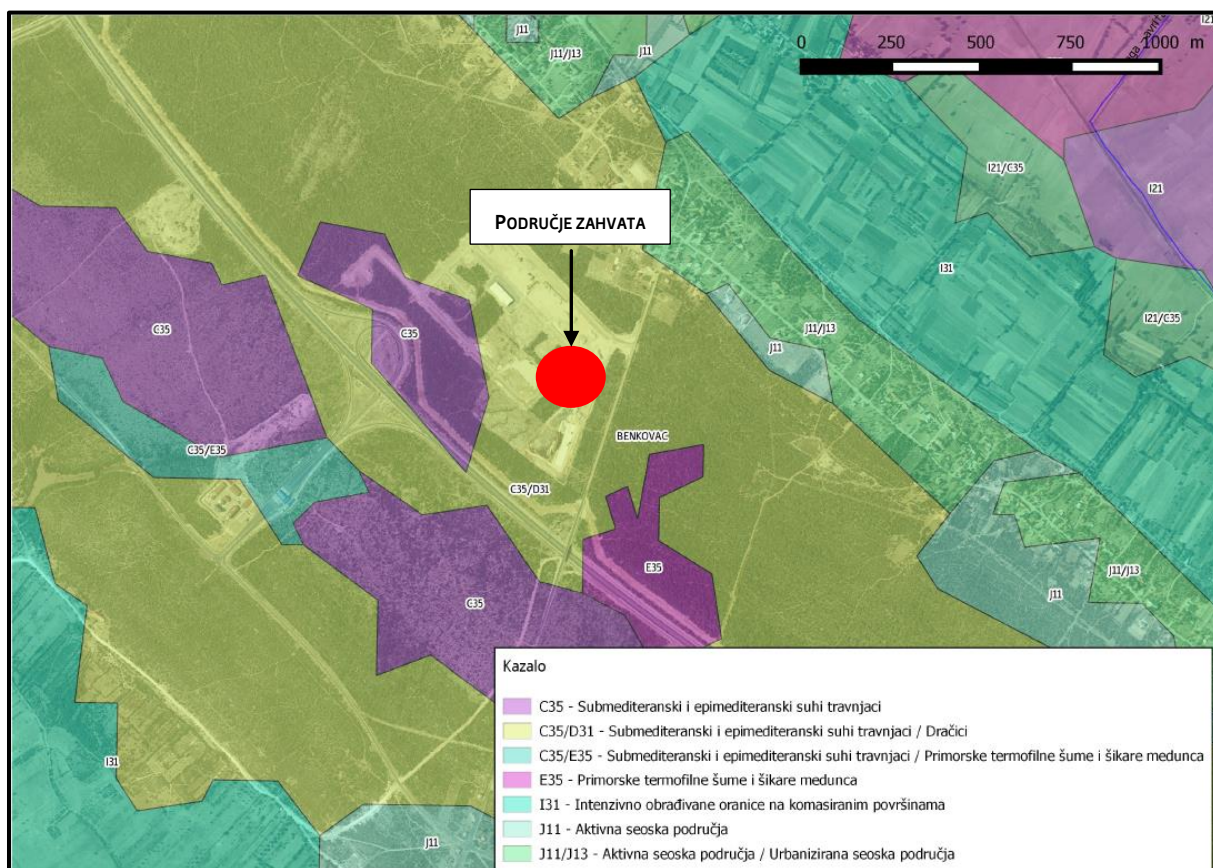 J11
J11/J13
J11
I21
I21
0 250 500 750 1000 m
I21/C35
I21
PODRUČJE ZAHVATA
I31
C35
C35
J11/J13
I21/C35
J11
BENKOVAC
C35/E35
C35/D31
E35
J11/J13
J11
C35
I31
J11
Kazalo
C35 - Submediteranski i epimediteranski suhi travnjaci
C35/D31 - Submediteranski i epimediteranski suhi travnjaci / Dračici
C35/E35 - Submediteranski i epimediteranski suhi travnjaci / Primorske termofilne šume i šikare medunca
E35 - Primorske termofilne šume i šikare medunca
I31 - Intenzivno obrađivane oranice na komasiranim površinama
J11 - Aktivna seoska područja
J11/J13 - Aktivna seoska područja / Urbanizirana seoska područja